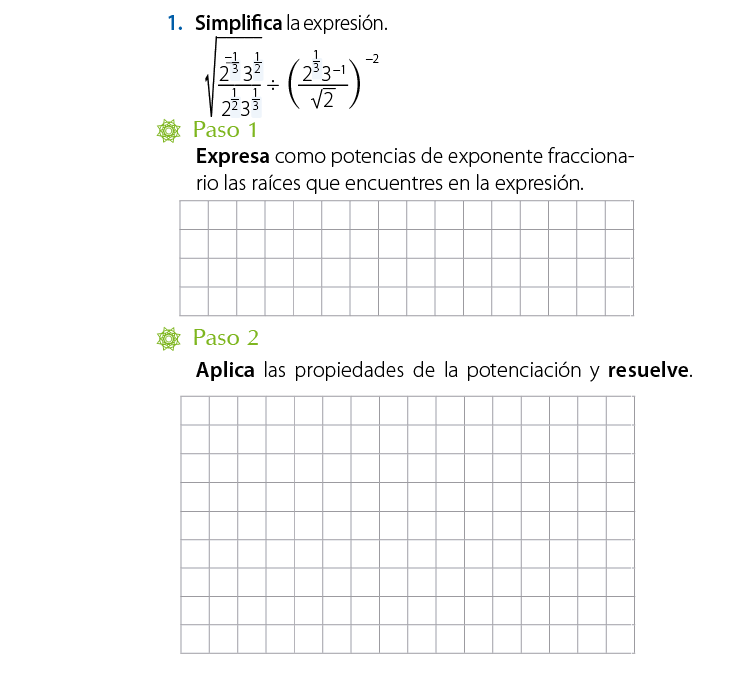 1. Simplifica la expresión.
$\sqrt{\frac{2^{\frac{-1}{3}} 3^{\frac{1}{2}}}{2^{\frac{1}{2}} 3^{\frac{1}{3}}}} \div \left( \frac{2^{\frac{1}{3}} 3^{-1}}{\sqrt{2}} \right)^{-2}$
Paso 1
Expresa como potencias de exponente fracciona-
rio las raíces que encuentres en la expresión.
Paso 2
Aplica las propiedades de la potenciación y resuelve.